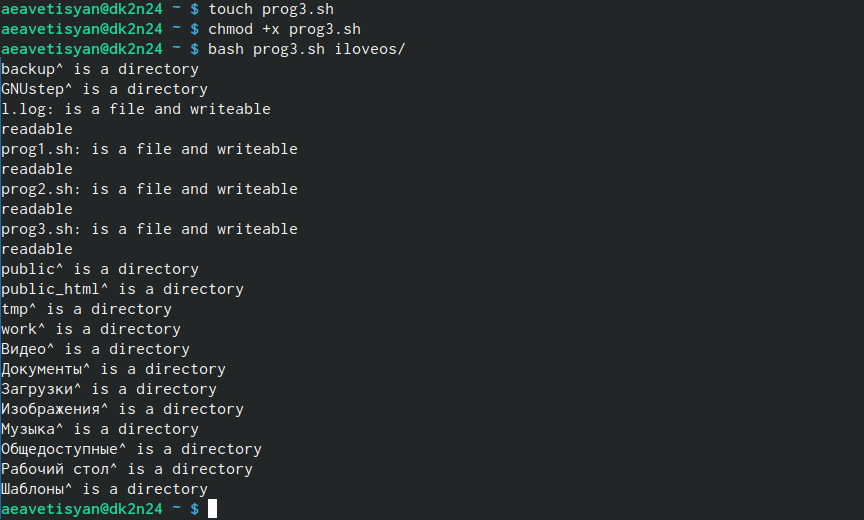 aeavetisyan@dk2n24 ~ $ touch prog3.sh
aeavetisyan@dk2n24 ~ $ chmod +x prog3.sh
aeavetisyan@dk2n24 ~ $ bash prog3.sh iloveos/
backup^ is a directory
GNUstep^ is a directory
l.log: is a file and writeable
readable
prog1.sh: is a file and writeable
readable
prog2.sh: is a file and writeable
readable
prog3.sh: is a file and writeable
readable
public^ is a directory
public_html^ is a directory
tmp^ is a directory
work^ is a directory
Видео^ is a directory
Документы^ is a directory
Загрузки^ is a directory
Изображения^ is a directory
Музыка^ is a directory
Общедоступные^ is a directory
Рабочий стол^ is a directory
Шаблоны^ is a directory
aeavetisyan@dk2n24 ~ $